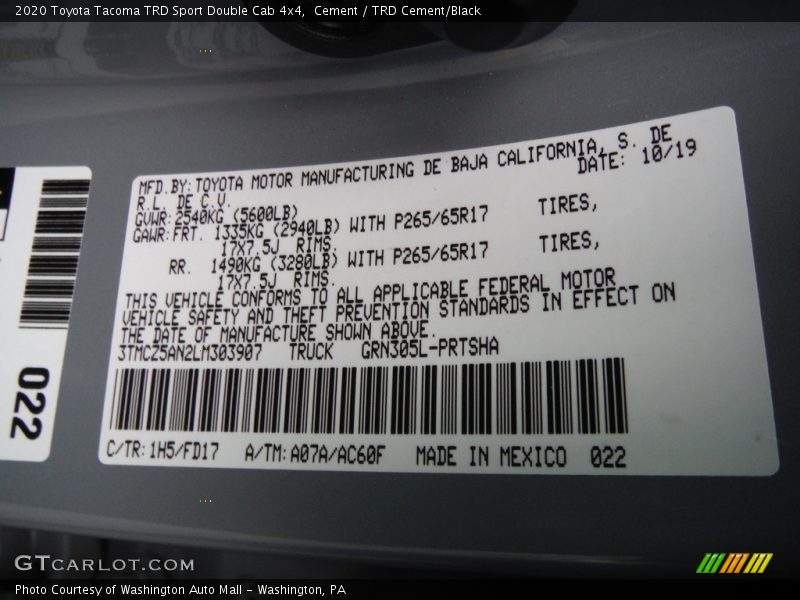 2020 Toyota Tacoma TRD Sport Double Cab 4x4, Cement / TRD Cement/Black
MFD.BY:TOYOTA MOTOR MANUFACTURING DE BAJA CALIFORNIA, S. DE
R.L. DE C.V. DATE: 10/19
GVWR:2540KG (5600LB)
GAWR:FRT. 1335KG (2940LB) WITH P265/65R17 TIRES,
17X7.5J RIMS,
RR. 1490KG (3280LB) WITH P265/65R17 TIRES,
17X7.5J RIMS.
THIS VEHICLE CONFORMS TO ALL APPLICABLE FEDERAL MOTOR
VEHICLE SAFETY AND THEFT PREVENTION STANDARDS IN EFFECT ON
THE DATE OF MANUFACTURE SHOWN ABOVE.
3TMCZ5AN2LM303907 TRUCK GRN305L-PRTSHA
C/TR:1H5/FD17 A/TM:A07A/AC60F MADE IN MEXICO 022
022
GTCARLOT.COM
Photo Courtesy of Washington Auto Mall - Washington, PA